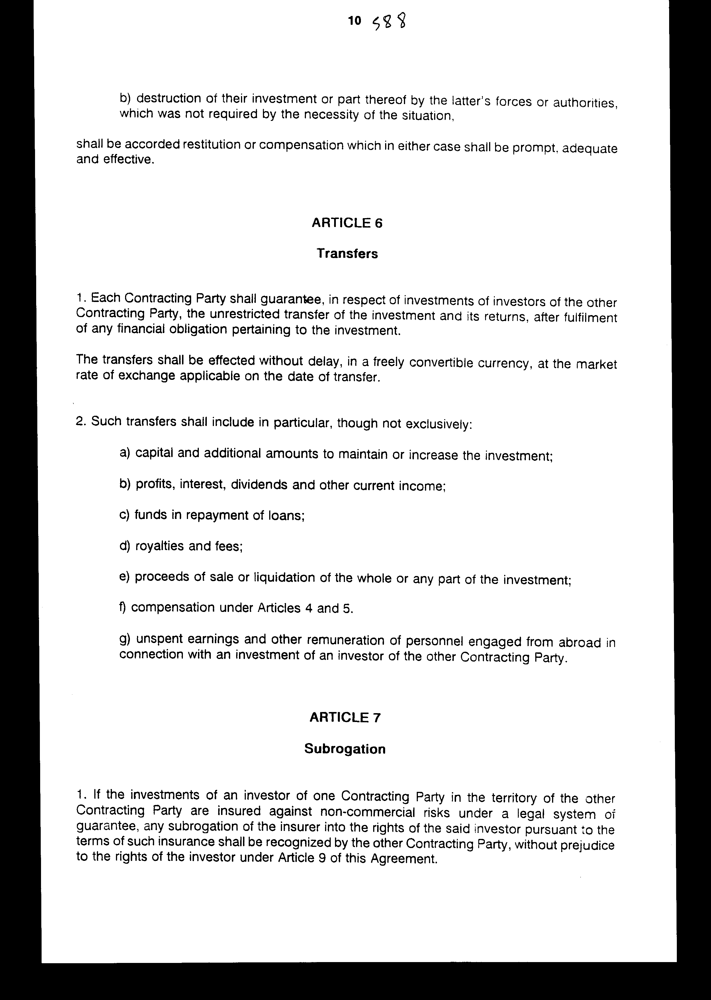 10 588
b) destruction of their investment or part thereof by the latter's forces or authorities,
which was not required by the necessity of the situation,
shall be accorded restitution or compensation which in either case shall be prompt, adequate
and effective.
ARTICLE 6
Transfers
1. Each Contracting Party shall guarantee, in respect of investments of investors of the other
Contracting Party, the unrestricted transfer of the investment and its returns, after fulfilment
of any financial obligation pertaining to the investment.
The transfers shall be effected without delay, in a freely convertible currency, at the market
rate of exchange applicable on the date of transfer.
2. Such transfers shall include in particular, though not exclusively:
a) capital and additional amounts to maintain or increase the investment;
b) profits, interest, dividends and other current income;
c) funds in repayment of loans;
d) royalties and fees;
e) proceeds of sale or liquidation of the whole or any part of the investment;
f) compensation under Articles 4 and 5.
g) unspent earnings and other remuneration of personnel engaged from abroad in
connection with an investment of an investor of the other Contracting Party.
ARTICLE 7
Subrogation
1. If the investments of an investor of one Contracting Party in the territory of the other
Contracting Party are insured against non-commercial risks under a legal system of
guarantee, any subrogation of the insurer into the rights of the said investor pursuant to the
terms of such insurance shall be recognized by the other Contracting Party, without prejudice
to the rights of the investor under Article 9 of this Agreement.